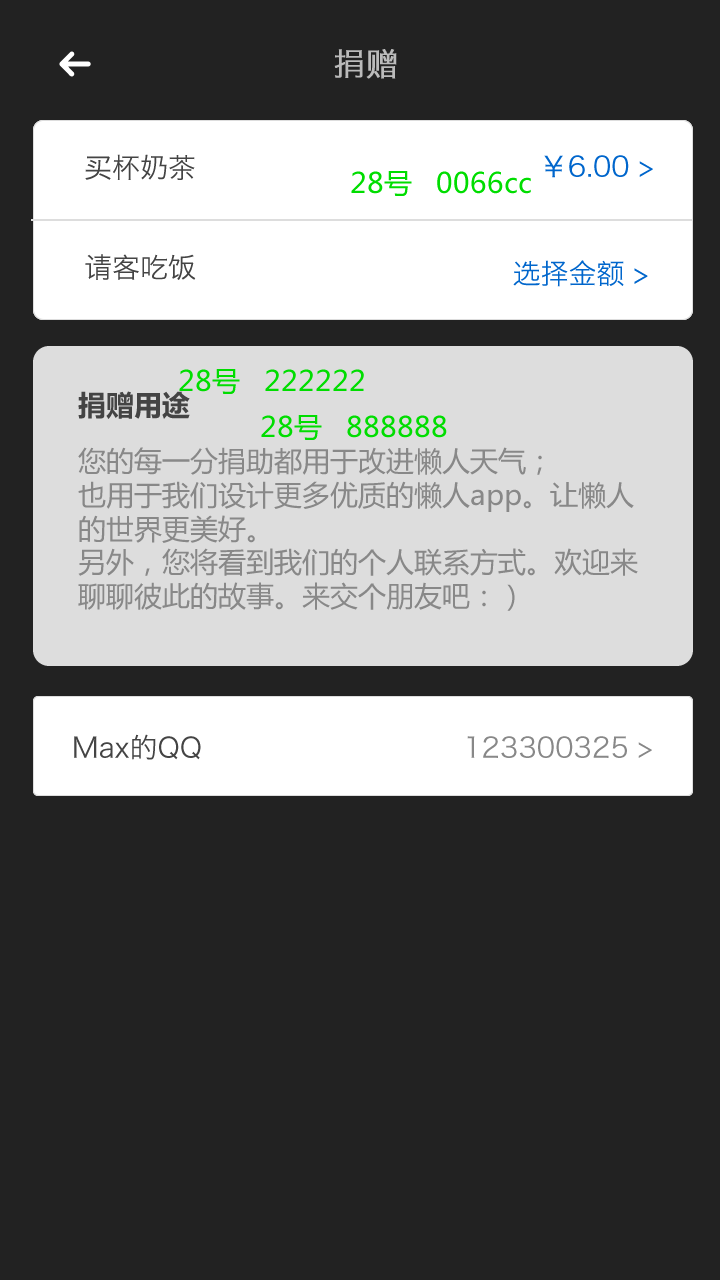 捐赠
买杯奶茶 28号 0066cc ¥6.00 >
请客吃饭 选择金额 >
28号 222222
捐赠用途
28号 888888
您的每一分捐助都用于改进懒人天气；
也用于我们设计更多优质的懒人app。让懒人
的世界更美好。
另外，您将看到我们的个人联系方式。欢迎来
聊聊彼此的故事。来交个朋友吧：）
Max的QQ 123300325 >